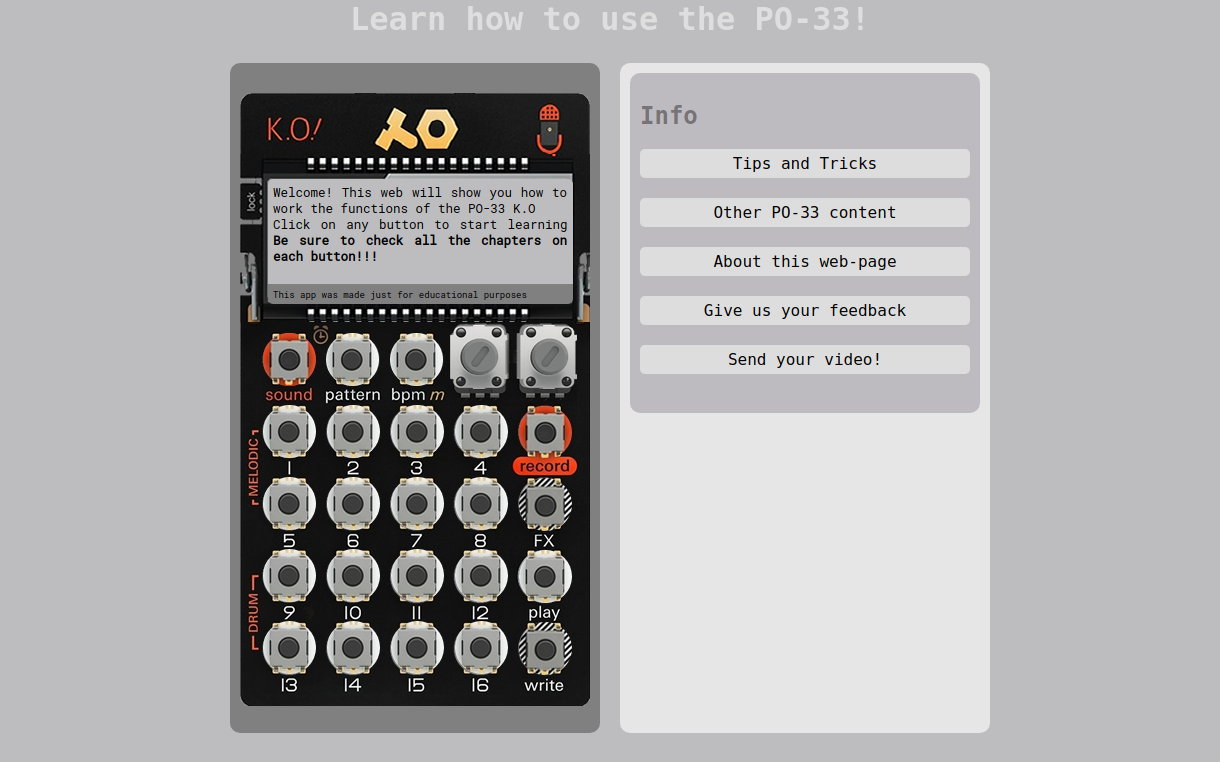 Learn how to use the PO-33!
K.O!
lock
Welcome! This web will show you how to
work the functions of the PO-33 K.O
Click on any button to start learning
Be sure to check all the chapters on
each button!!!
This app was made just for educational purposes
sound pattern bpm m
MELODIC
1 2 3 4 record
5 6 7 8 FX
DRUM
9 10 11 12 play
13 14 15 16 write
Info
Tips and Tricks
Other PO-33 content
About this web-page
Give us your feedback
Send your video!